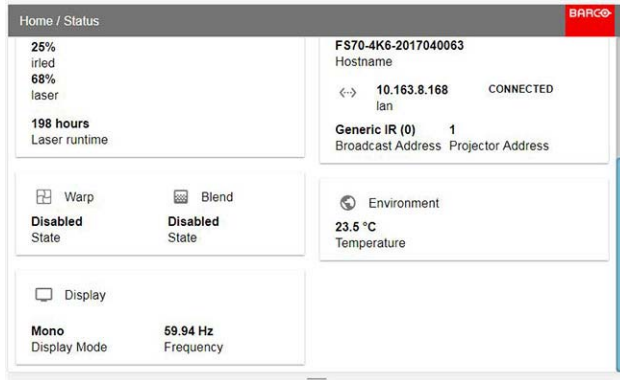 Home / Status
BARCO
25%
irled
68%
laser
198 hours
Laser runtime
FS70-4K6-2017040063
Hostname
10.163.8.168 CONNECTED
lan
Generic IR (0) 1
Broadcast Address Projector Address
Warp Blend
Disabled Disabled
State State
Environment
23.5 °C
Temperature
Display
Mono 59.94 Hz
Display Mode Frequency